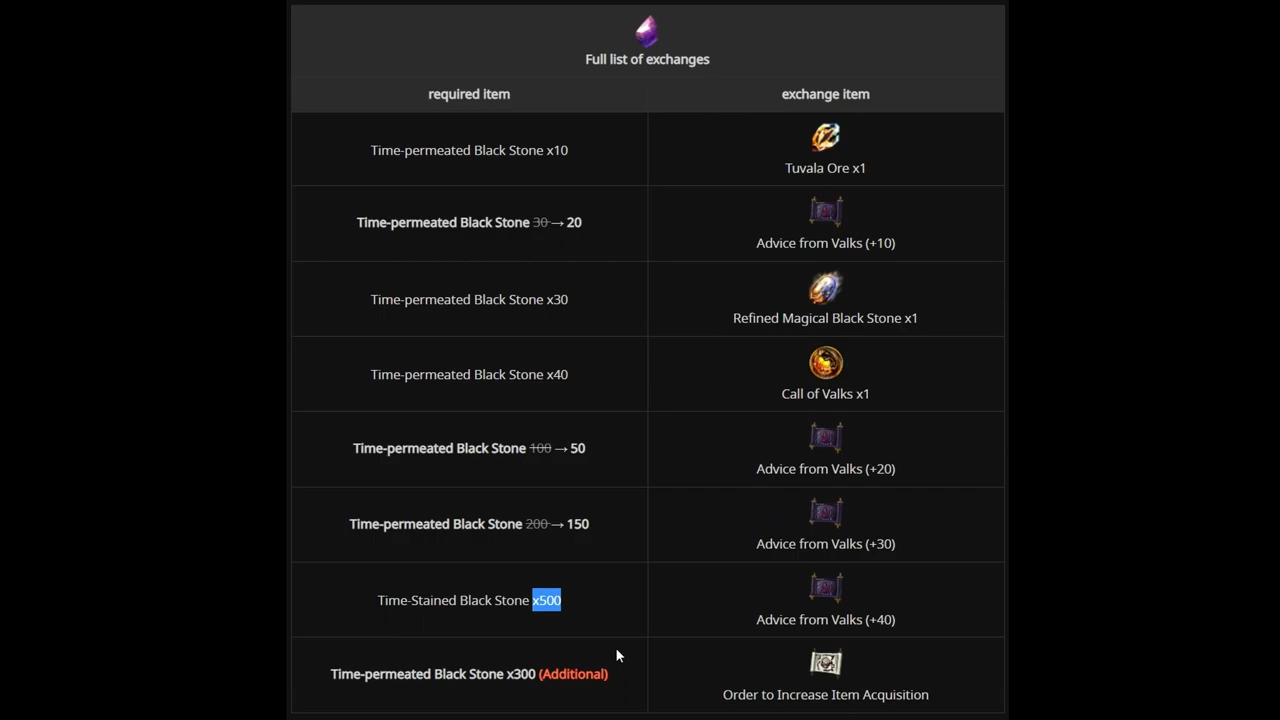 Full list of exchanges
required item exchange item
Time-permeated Black Stone x10
Tuvala Ore x1
Time-permeated Black Stone 30 → 20
Advice from Valks (+10)
Time-permeated Black Stone x30
Refined Magical Black Stone x1
Time-permeated Black Stone x40
Call of Valks x1
Time-permeated Black Stone 100 → 50
Advice from Valks (+20)
Time-permeated Black Stone 200 → 150
Advice from Valks (+30)
Time-Stained Black Stone x500
Advice from Valks (+40)
Time-permeated Black Stone x300 (Additional)
Order to Increase Item Acquisition